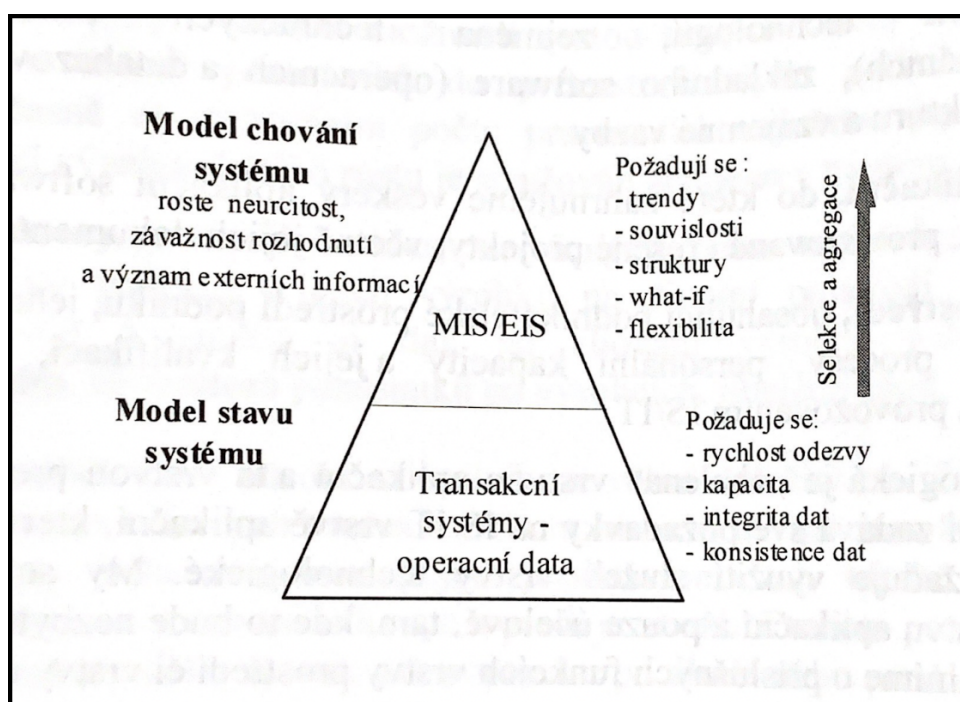 Model chování
systému
roste neurcitost,
závažnost rozhodnutí
a význam externích informací
MIS/EIS
Požadují se :
- trendy
- souvislosti
- struktury
- what-if
- flexibilita
Selekce a agregace
Model stavu
systému
Transakcní
systémy -
operacní data
Požaduje se:
- rychlost odezvy
- kapacita
- integrita dat
- konsistence dat